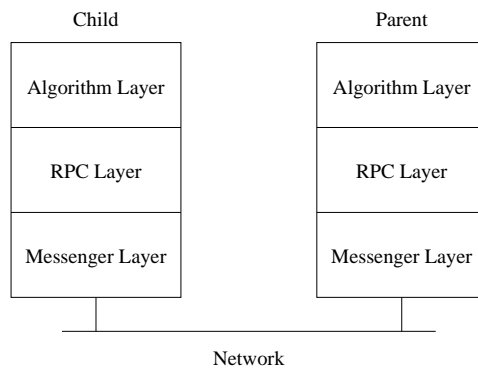 Child
Parent
Algorithm Layer
Algorithm Layer
RPC Layer
RPC Layer
Messenger Layer
Messenger Layer
Network